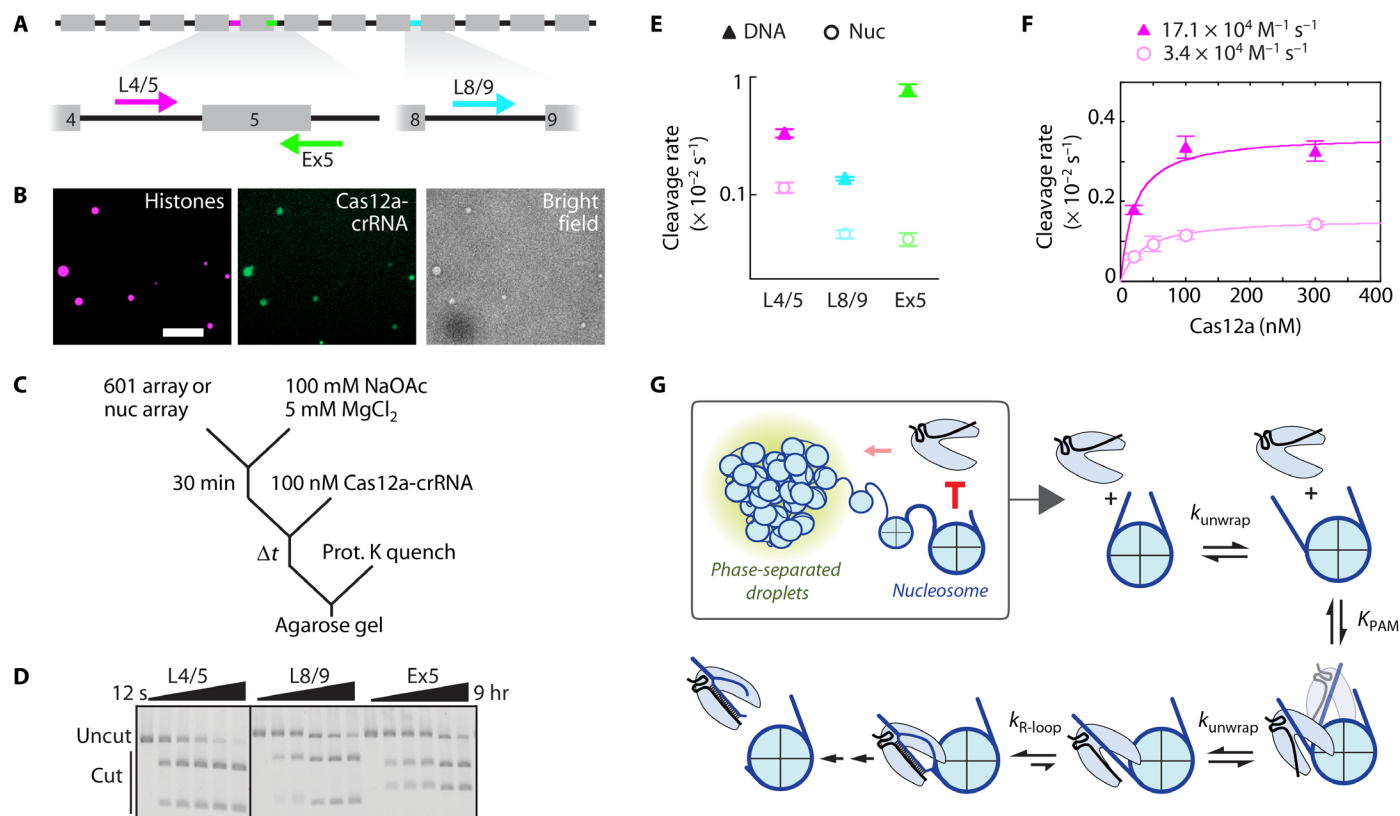 A
L4/5
L8/9
4
5
8
9
Ex5
B
Histones
Cas12a-
crRNA
Bright
field
C
601 array or
nuc array
100 mM NaOAc
5 mM MgCl₂
30 min
100 nM Cas12a-crRNA
Δt
Prot. K quench
Agarose gel
D
L4/5
L8/9
Ex5
12 s
9 hr
Uncut
Cut
E
DNA
Nuc
Cleavage rate
(× 10⁻² s⁻¹)
1
0.1
L4/5
L8/9
Ex5
F
17.1 × 10⁴ M⁻¹ s⁻¹
3.4 × 10⁴ M⁻¹ s⁻¹
Cleavage rate
(× 10⁻² s⁻¹)
0.4
0.2
0
0
100
200
300
400
Cas12a (nM)
G
Phase-separated
droplets
Nucleosome
+
+
k unwrap
K PAM
k R-loop
k unwrap